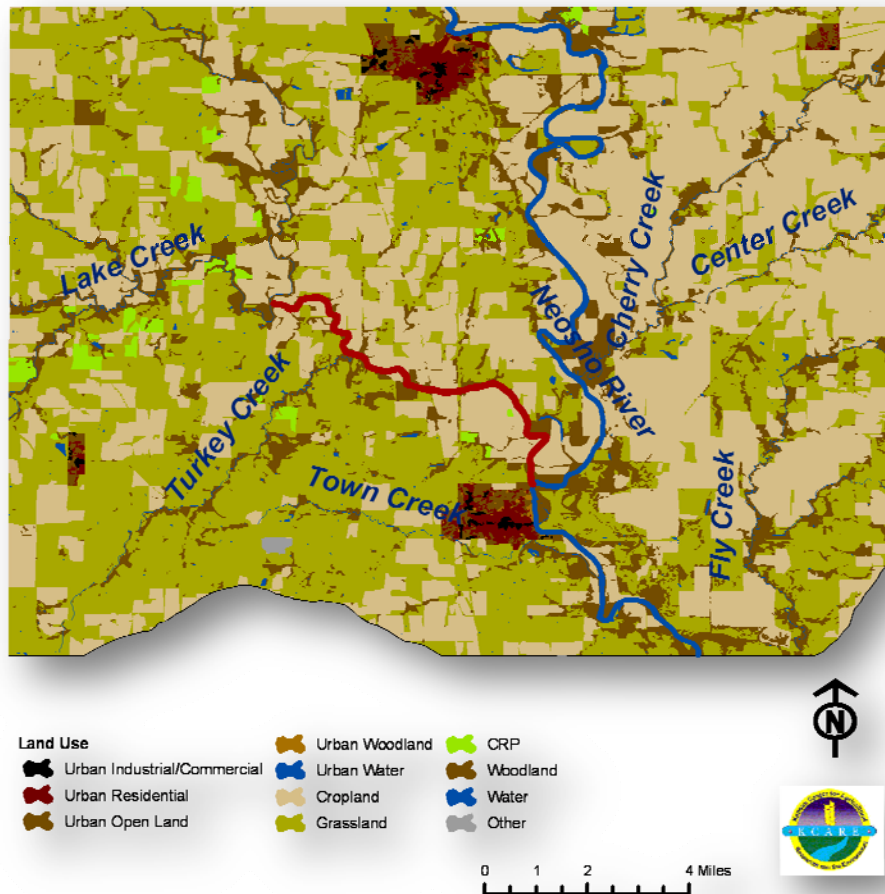 Lake Creek
Cherry Creek
Center Creek
Neosho River
Turkey Creek
Town Creek
Fly Creek
N
Land Use
Urban Industrial/Commercial
Urban Residential
Urban Open Land
Urban Woodland
Urban Water
Cropland
Grassland
CRP
Woodland
Water
Other
KCARE
0 1 2 4 Miles